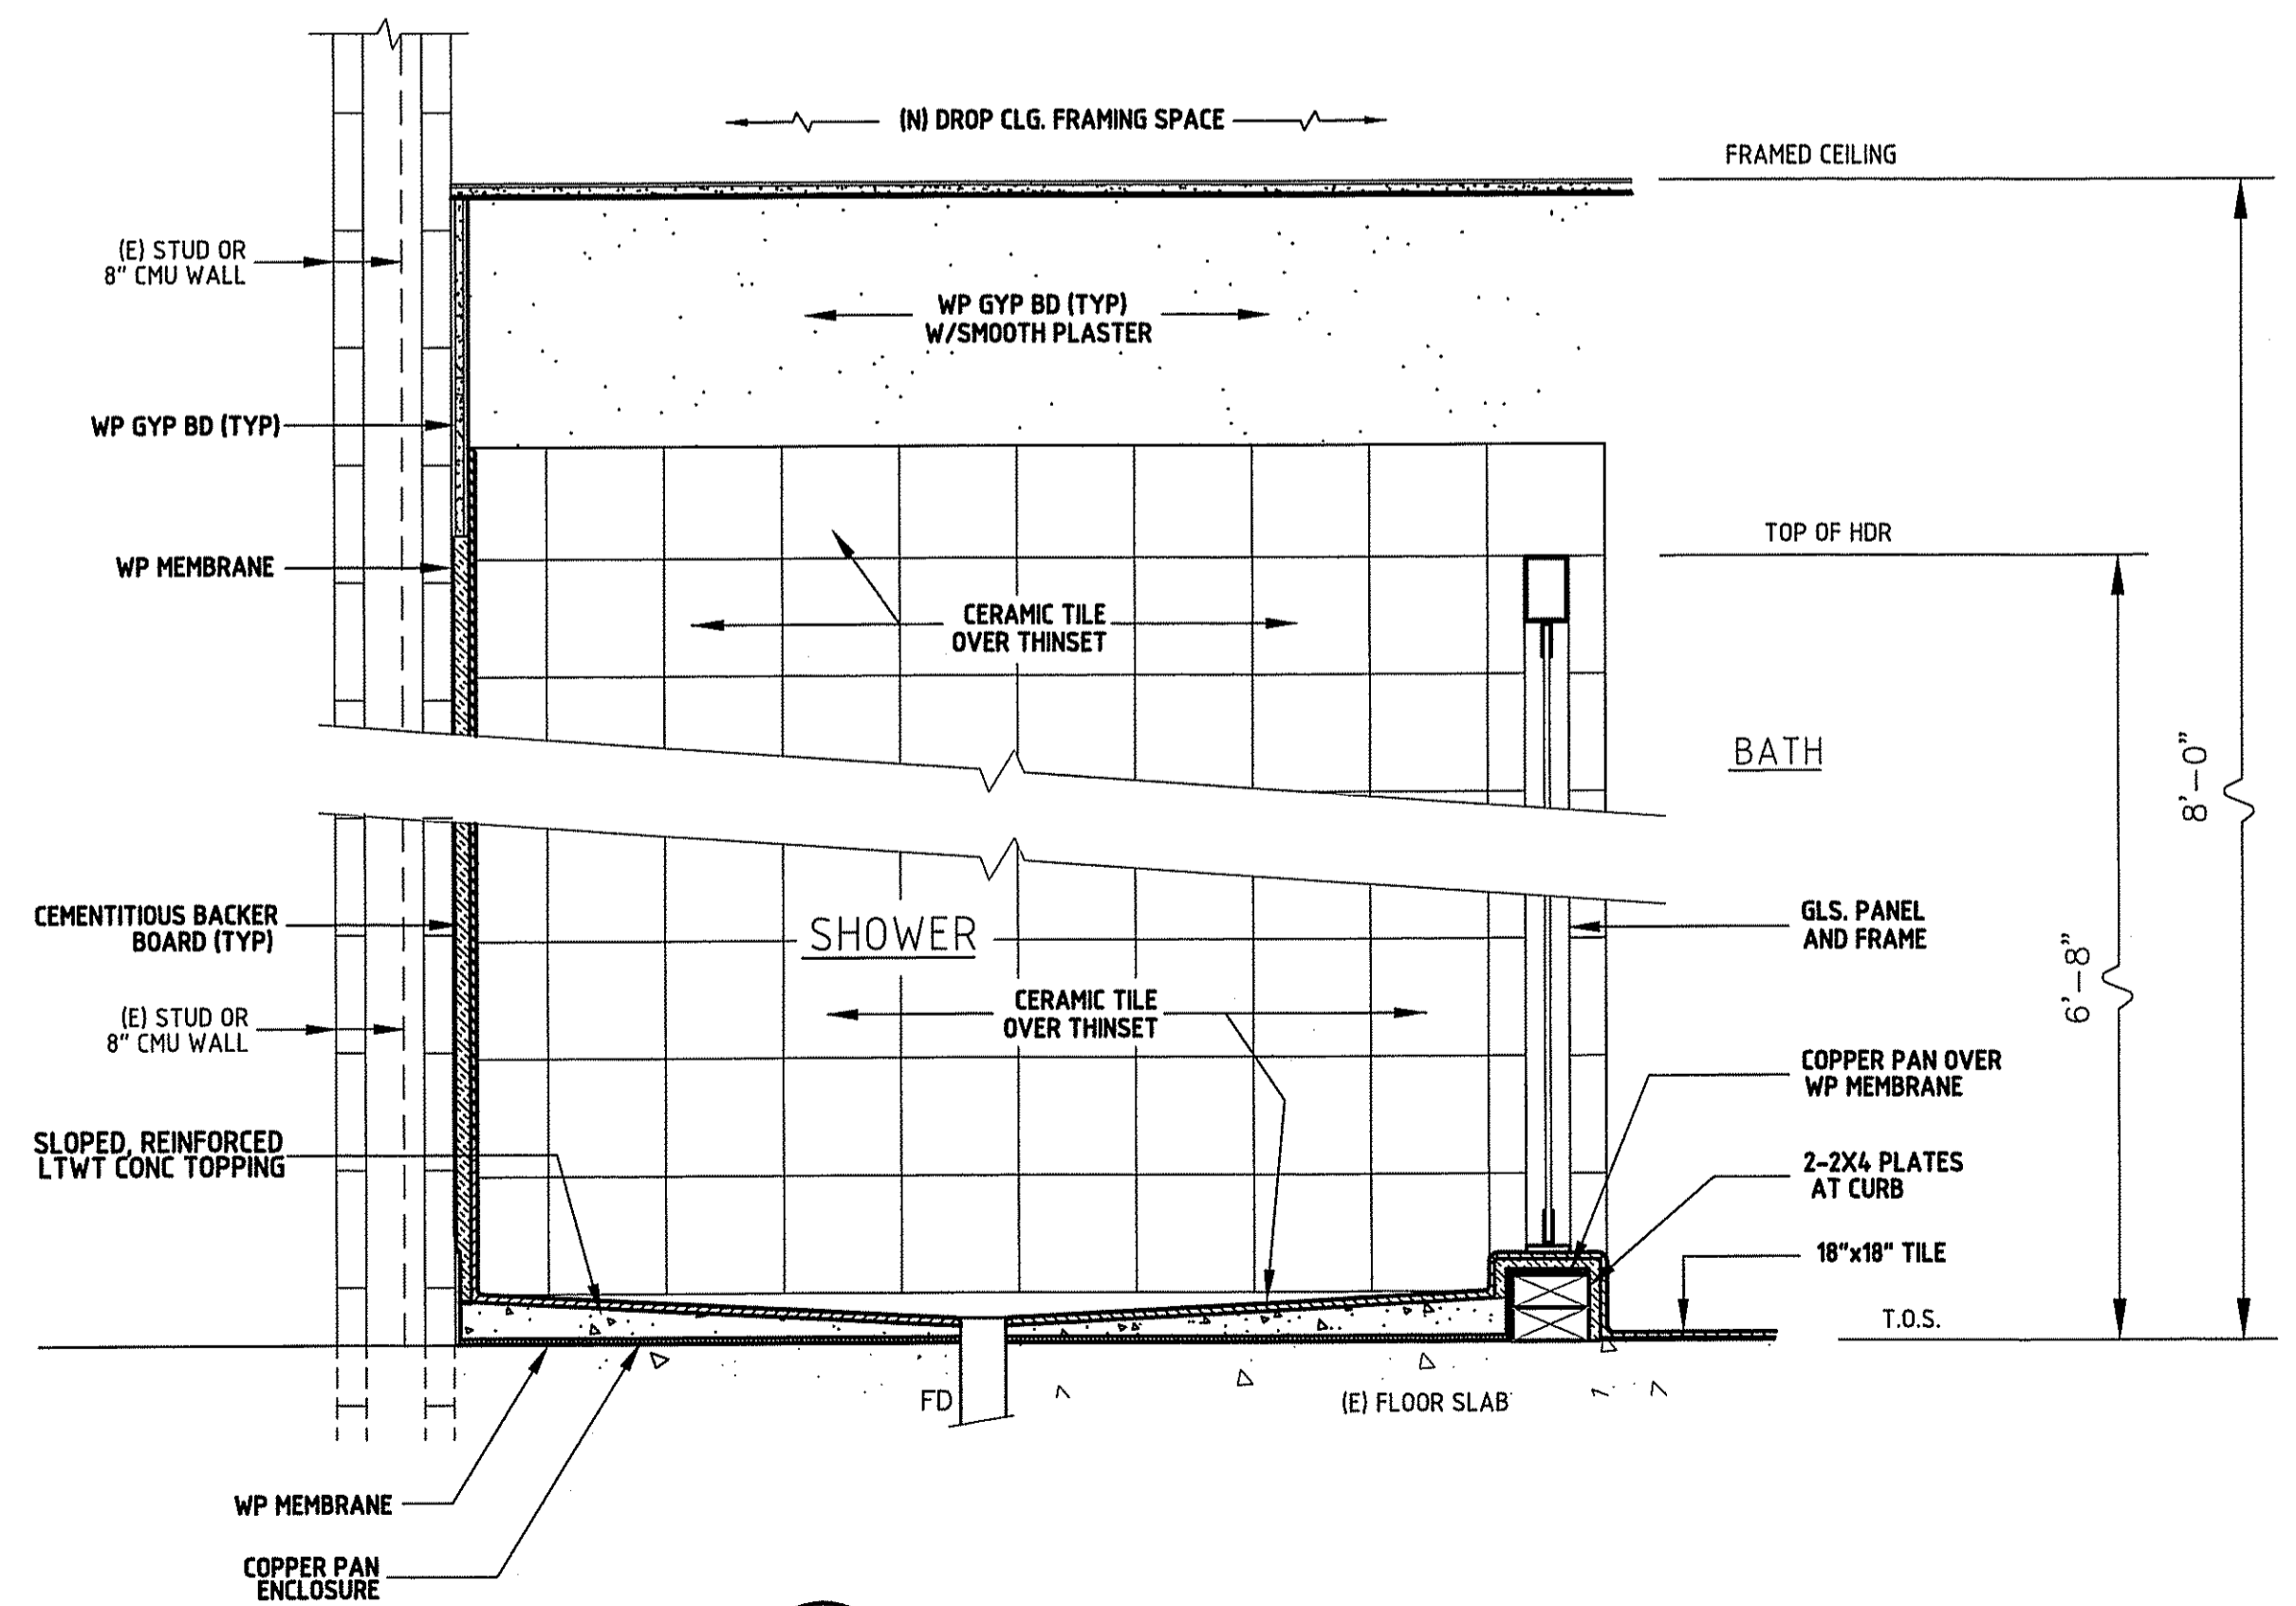 (N) DROP CLG. FRAMING SPACE
FRAMED CEILING
(E) STUD OR
8" CMU WALL
WP GYP BD (TYP)
W/SMOOTH PLASTER
WP GYP BD (TYP)
TOP OF HDR
WP MEMBRANE
CERAMIC TILE
OVER THINSET
BATH
8'-0"
CEMENTITIOUS BACKER
BOARD (TYP)
SHOWER
GLS. PANEL
AND FRAME
6'-8"
(E) STUD OR
8" CMU WALL
CERAMIC TILE
OVER THINSET
COPPER PAN OVER
WP MEMBRANE
SLOPED, REINFORCED
LTWT CONC TOPPING
2-2X4 PLATES
AT CURB
18"x18" TILE
T.O.S.
FD
(E) FLOOR SLAB
WP MEMBRANE
COPPER PAN
ENCLOSURE